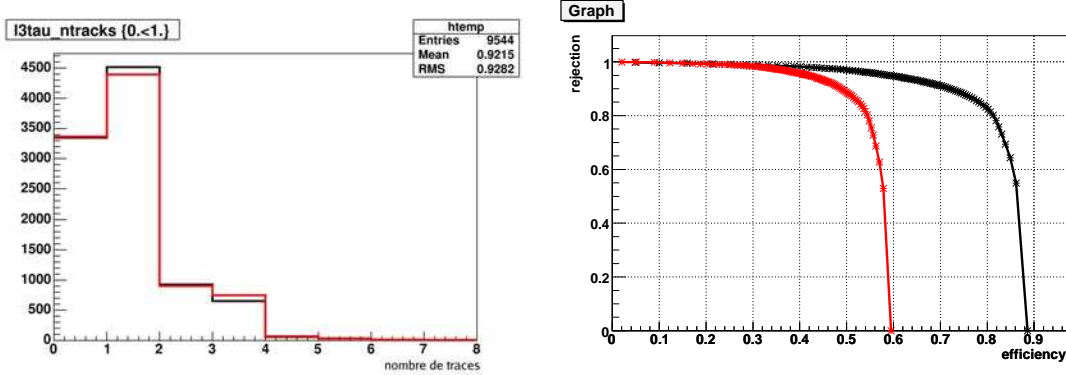 l3tau_ntracks {0.<1.}
htemp
Entries 9544
Mean 0.9215
RMS 0.9282
4500
4000
3500
3000
2500
2000
1500
1000
500
0
0 1 2 3 4 5 6 7 8
nombre de traces
Graph
rejection
1
0.8
0.6
0.4
0.2
0
0 0.1 0.2 0.3 0.4 0.5 0.6 0.7 0.8 0.9
efficiency